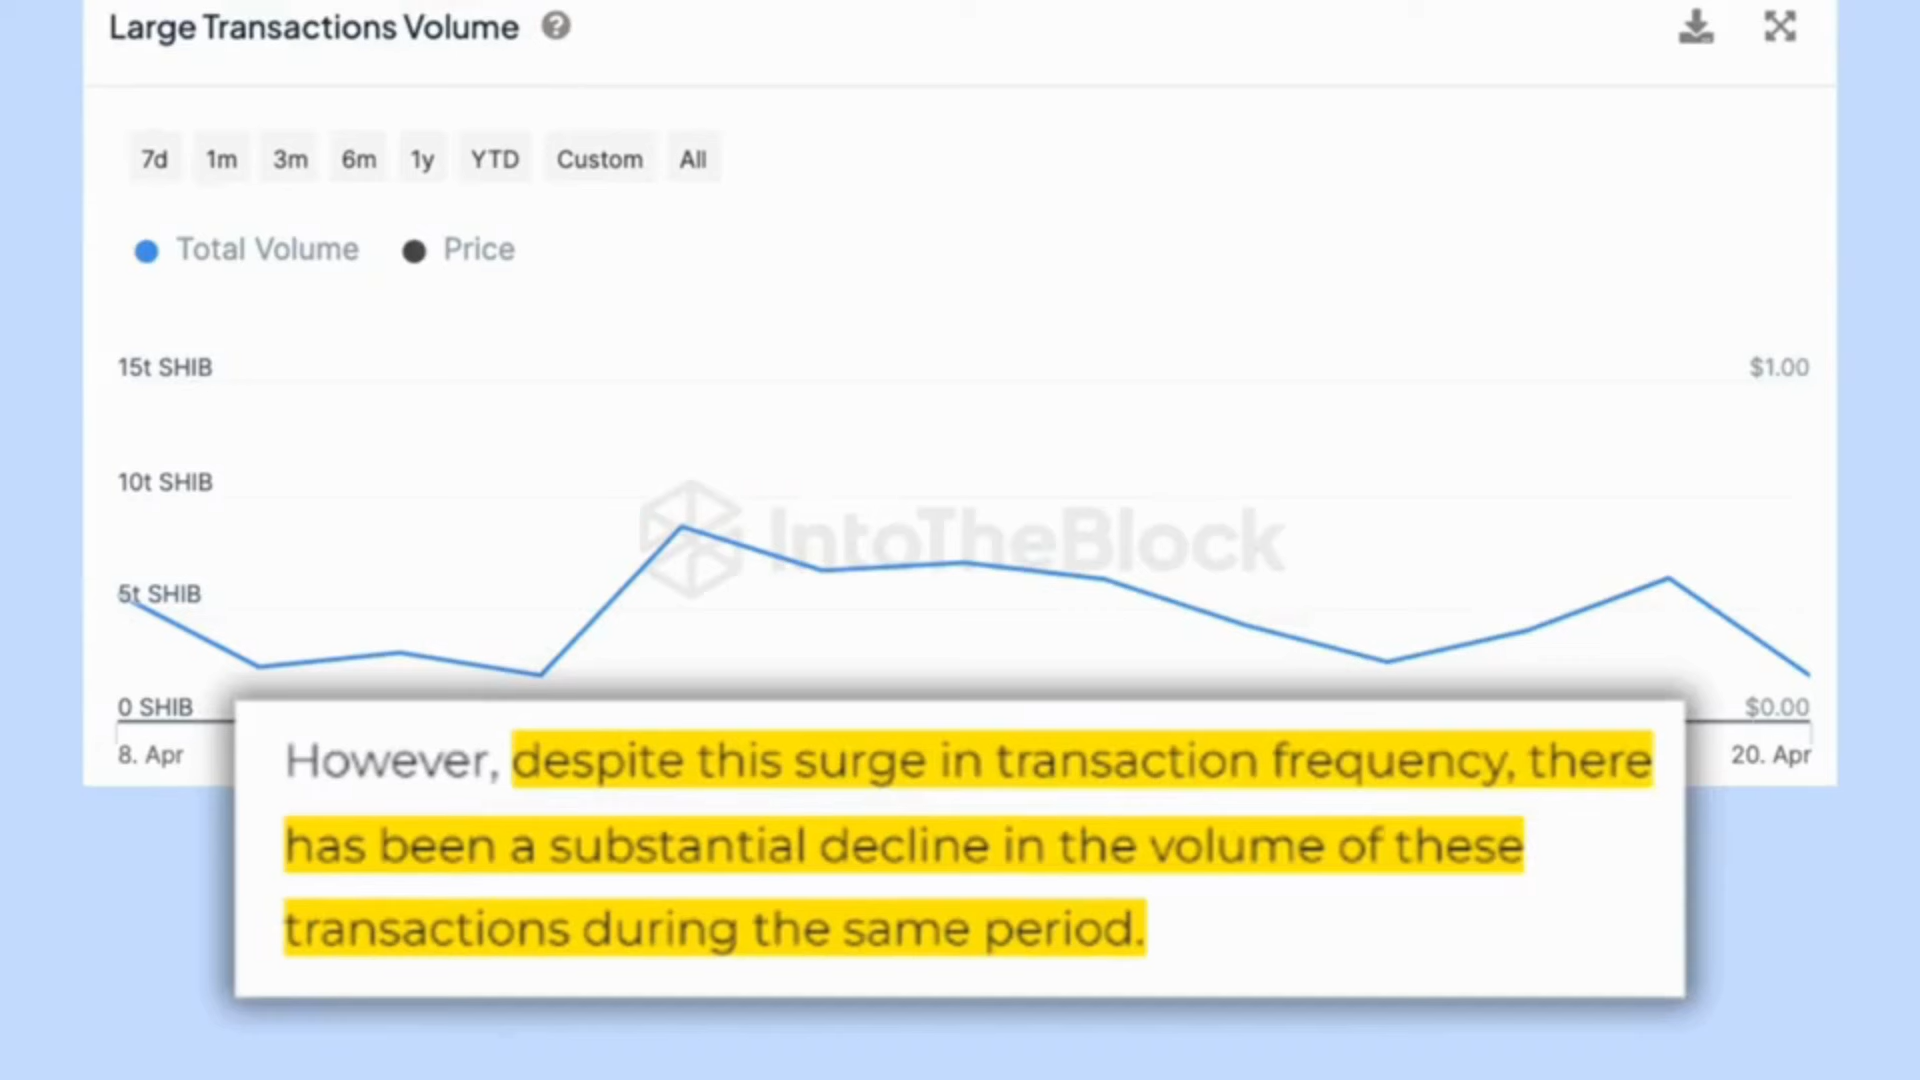 Large Transactions Volume
7d 1m 3m 6m 1y YTD Custom All
Total Volume Price
15t SHIB $1.00
10t SHIB
IntoTheBlock
5t SHIB
0 SHIB $0.00
8. Apr 20. Apr
However, despite this surge in transaction frequency, there
has been a substantial decline in the volume of these
transactions during the same period.